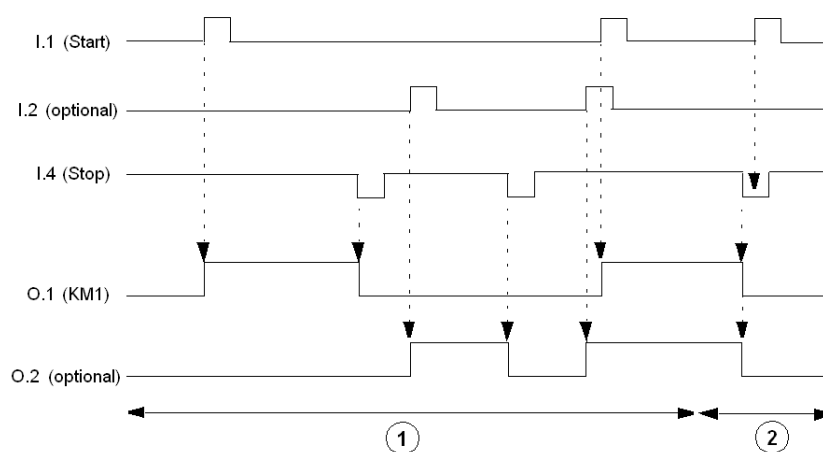 I.1 (Start)
I.2 (optional)
I.4 (Stop)
O.1 (KM1)
O.2 (optional)
1
2